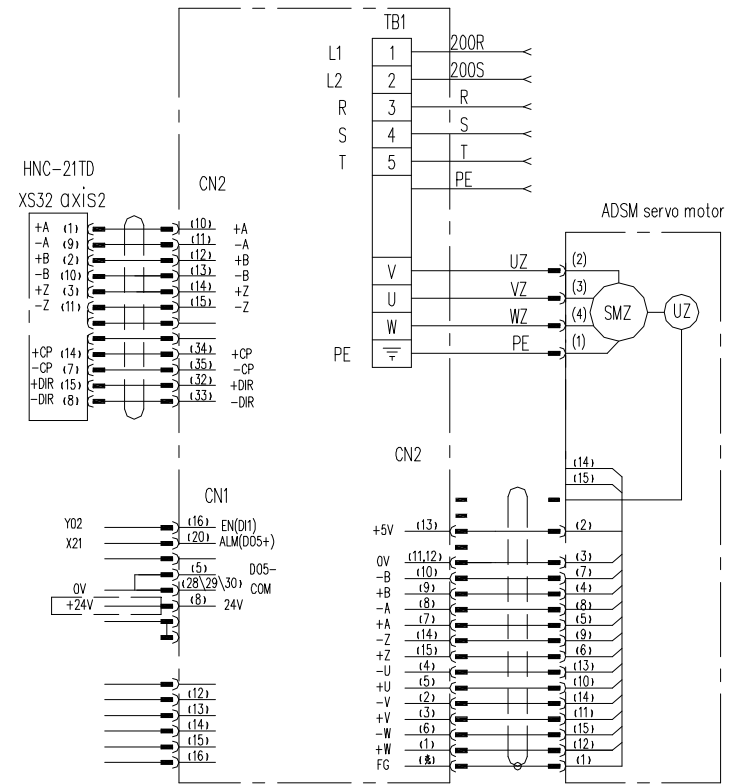 TB1
L1 1 200R
L2 2 200S
R 3 R
S 4 S
T 5 T
PE
HNC-21TD
XS32 axis2
CN2
+A (1) (10) +A
-A (9) (11) -A
+B (2) (12) +B
-B (10) (13) -B
+Z (3) (14) +Z
-Z (11) (15) -Z
+CP (14) (34) +CP
-CP (7) (35) -CP
+DIR (15) (32) +DIR
-DIR (8) (33) -DIR
ADSM servo motor
V UZ (2)
U VZ (3)
W WZ (4)
PE PE (1)
SMZ UZ
CN2
(14)
(15)
+5V (13) (2)
0V (11,12) (3)
-B (10) (7)
+B (9) (4)
-A (8) (8)
+A (7) (5)
-Z (14) (9)
+Z (15) (6)
-U (4) (13)
+U (5) (10)
-V (2) (14)
+V (3) (11)
-W (6) (15)
+W (1) (12)
FG (1)
CN1
Y02 (16) EN(DI1)
X21 (20) ALM(DO5+)
(5) DO5-
0V (28\29\30) COM
+24V (8) 24V
(12)
(13)
(14)
(15)
(16)